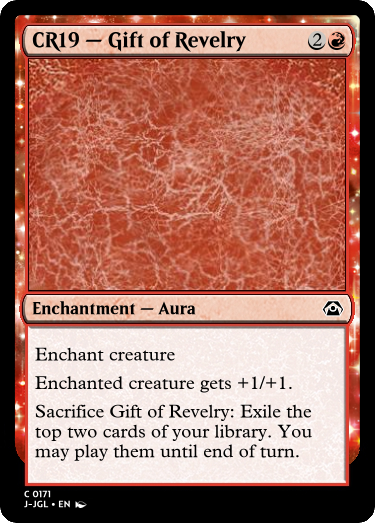 CR19 — Gift of Revelry 2
Enchantment — Aura
Enchant creature
Enchanted creature gets +1/+1.
Sacrifice Gift of Revelry: Exile the
top two cards of your library. You
may play them until end of turn.
C 0171
J-JGL • EN